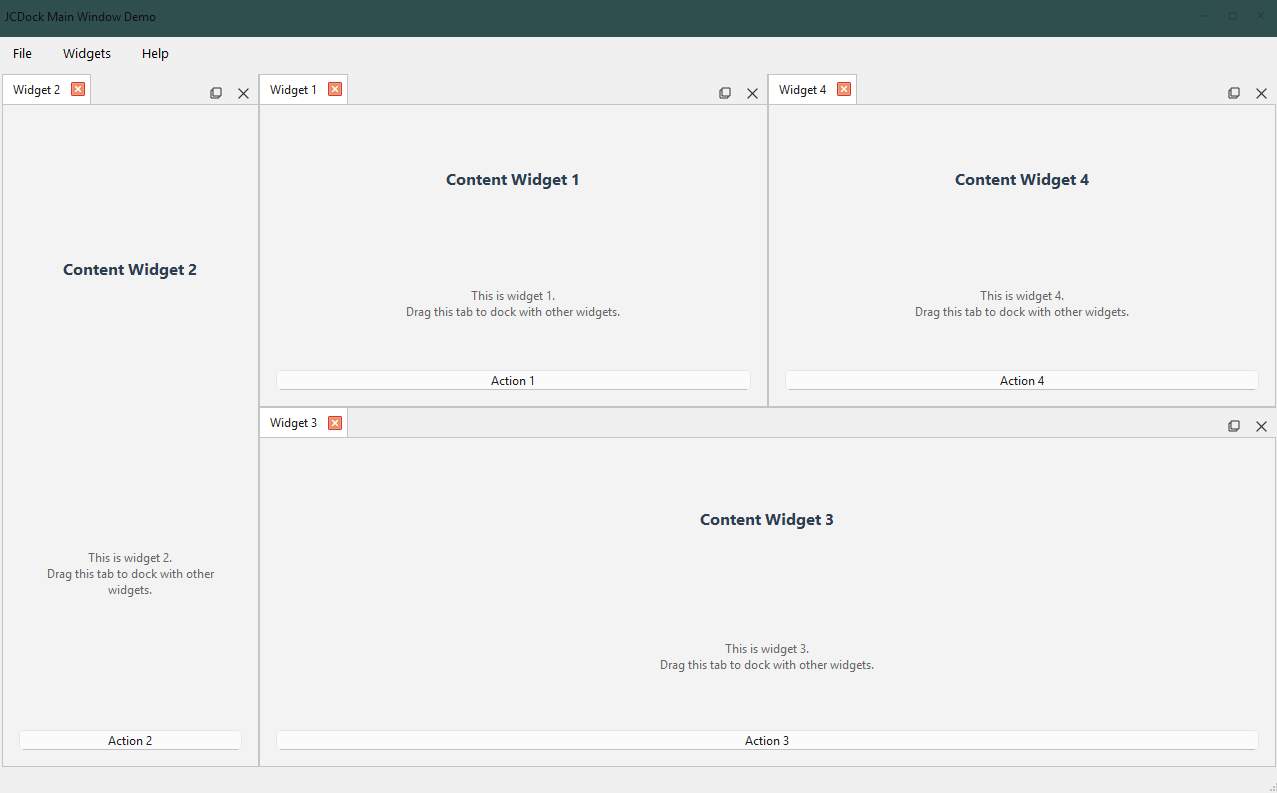 JCDock Main Window Demo
File Widgets Help
Widget 2
Content Widget 2
This is widget 2.
Drag this tab to dock with other
widgets.
Action 2
Widget 1
Content Widget 1
This is widget 1.
Drag this tab to dock with other widgets.
Action 1
Widget 4
Content Widget 4
This is widget 4.
Drag this tab to dock with other widgets.
Action 4
Widget 3
Content Widget 3
This is widget 3.
Drag this tab to dock with other widgets.
Action 3